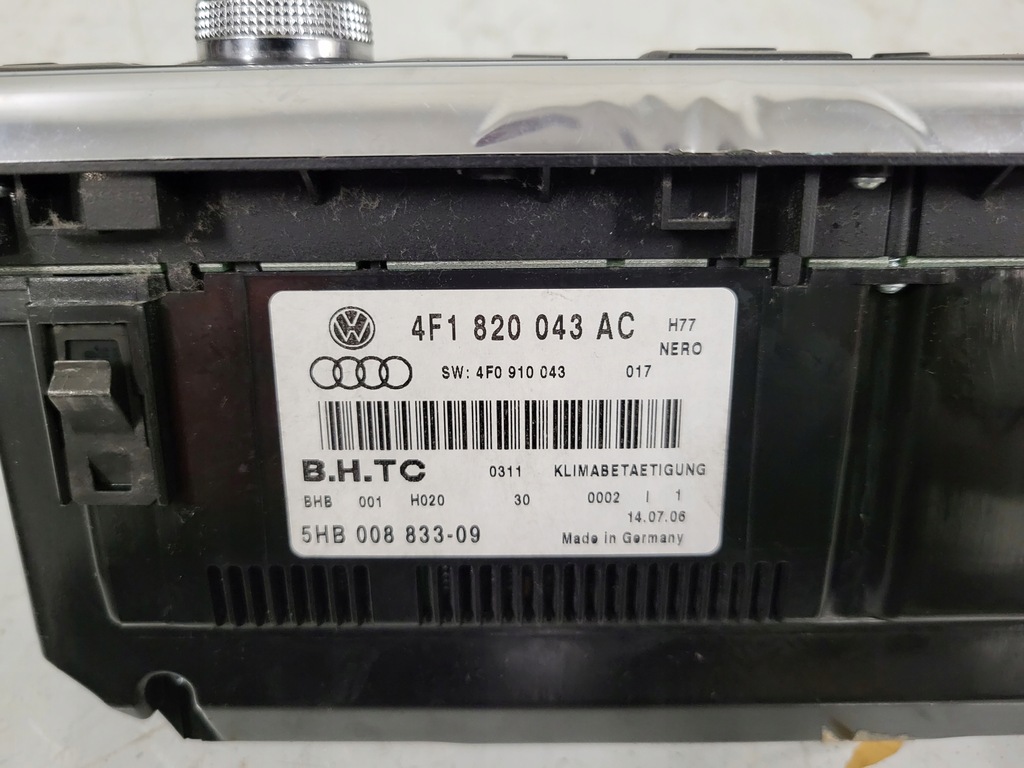 4F1 820 043 AC H77
NERO
SW: 4F0 910 043 017
B.H.TC 0311 KLIMABETAETIGUNG
BHB 001 H020 30 0002 I 1
14.07.06
5HB 008 833-09 Made in Germany